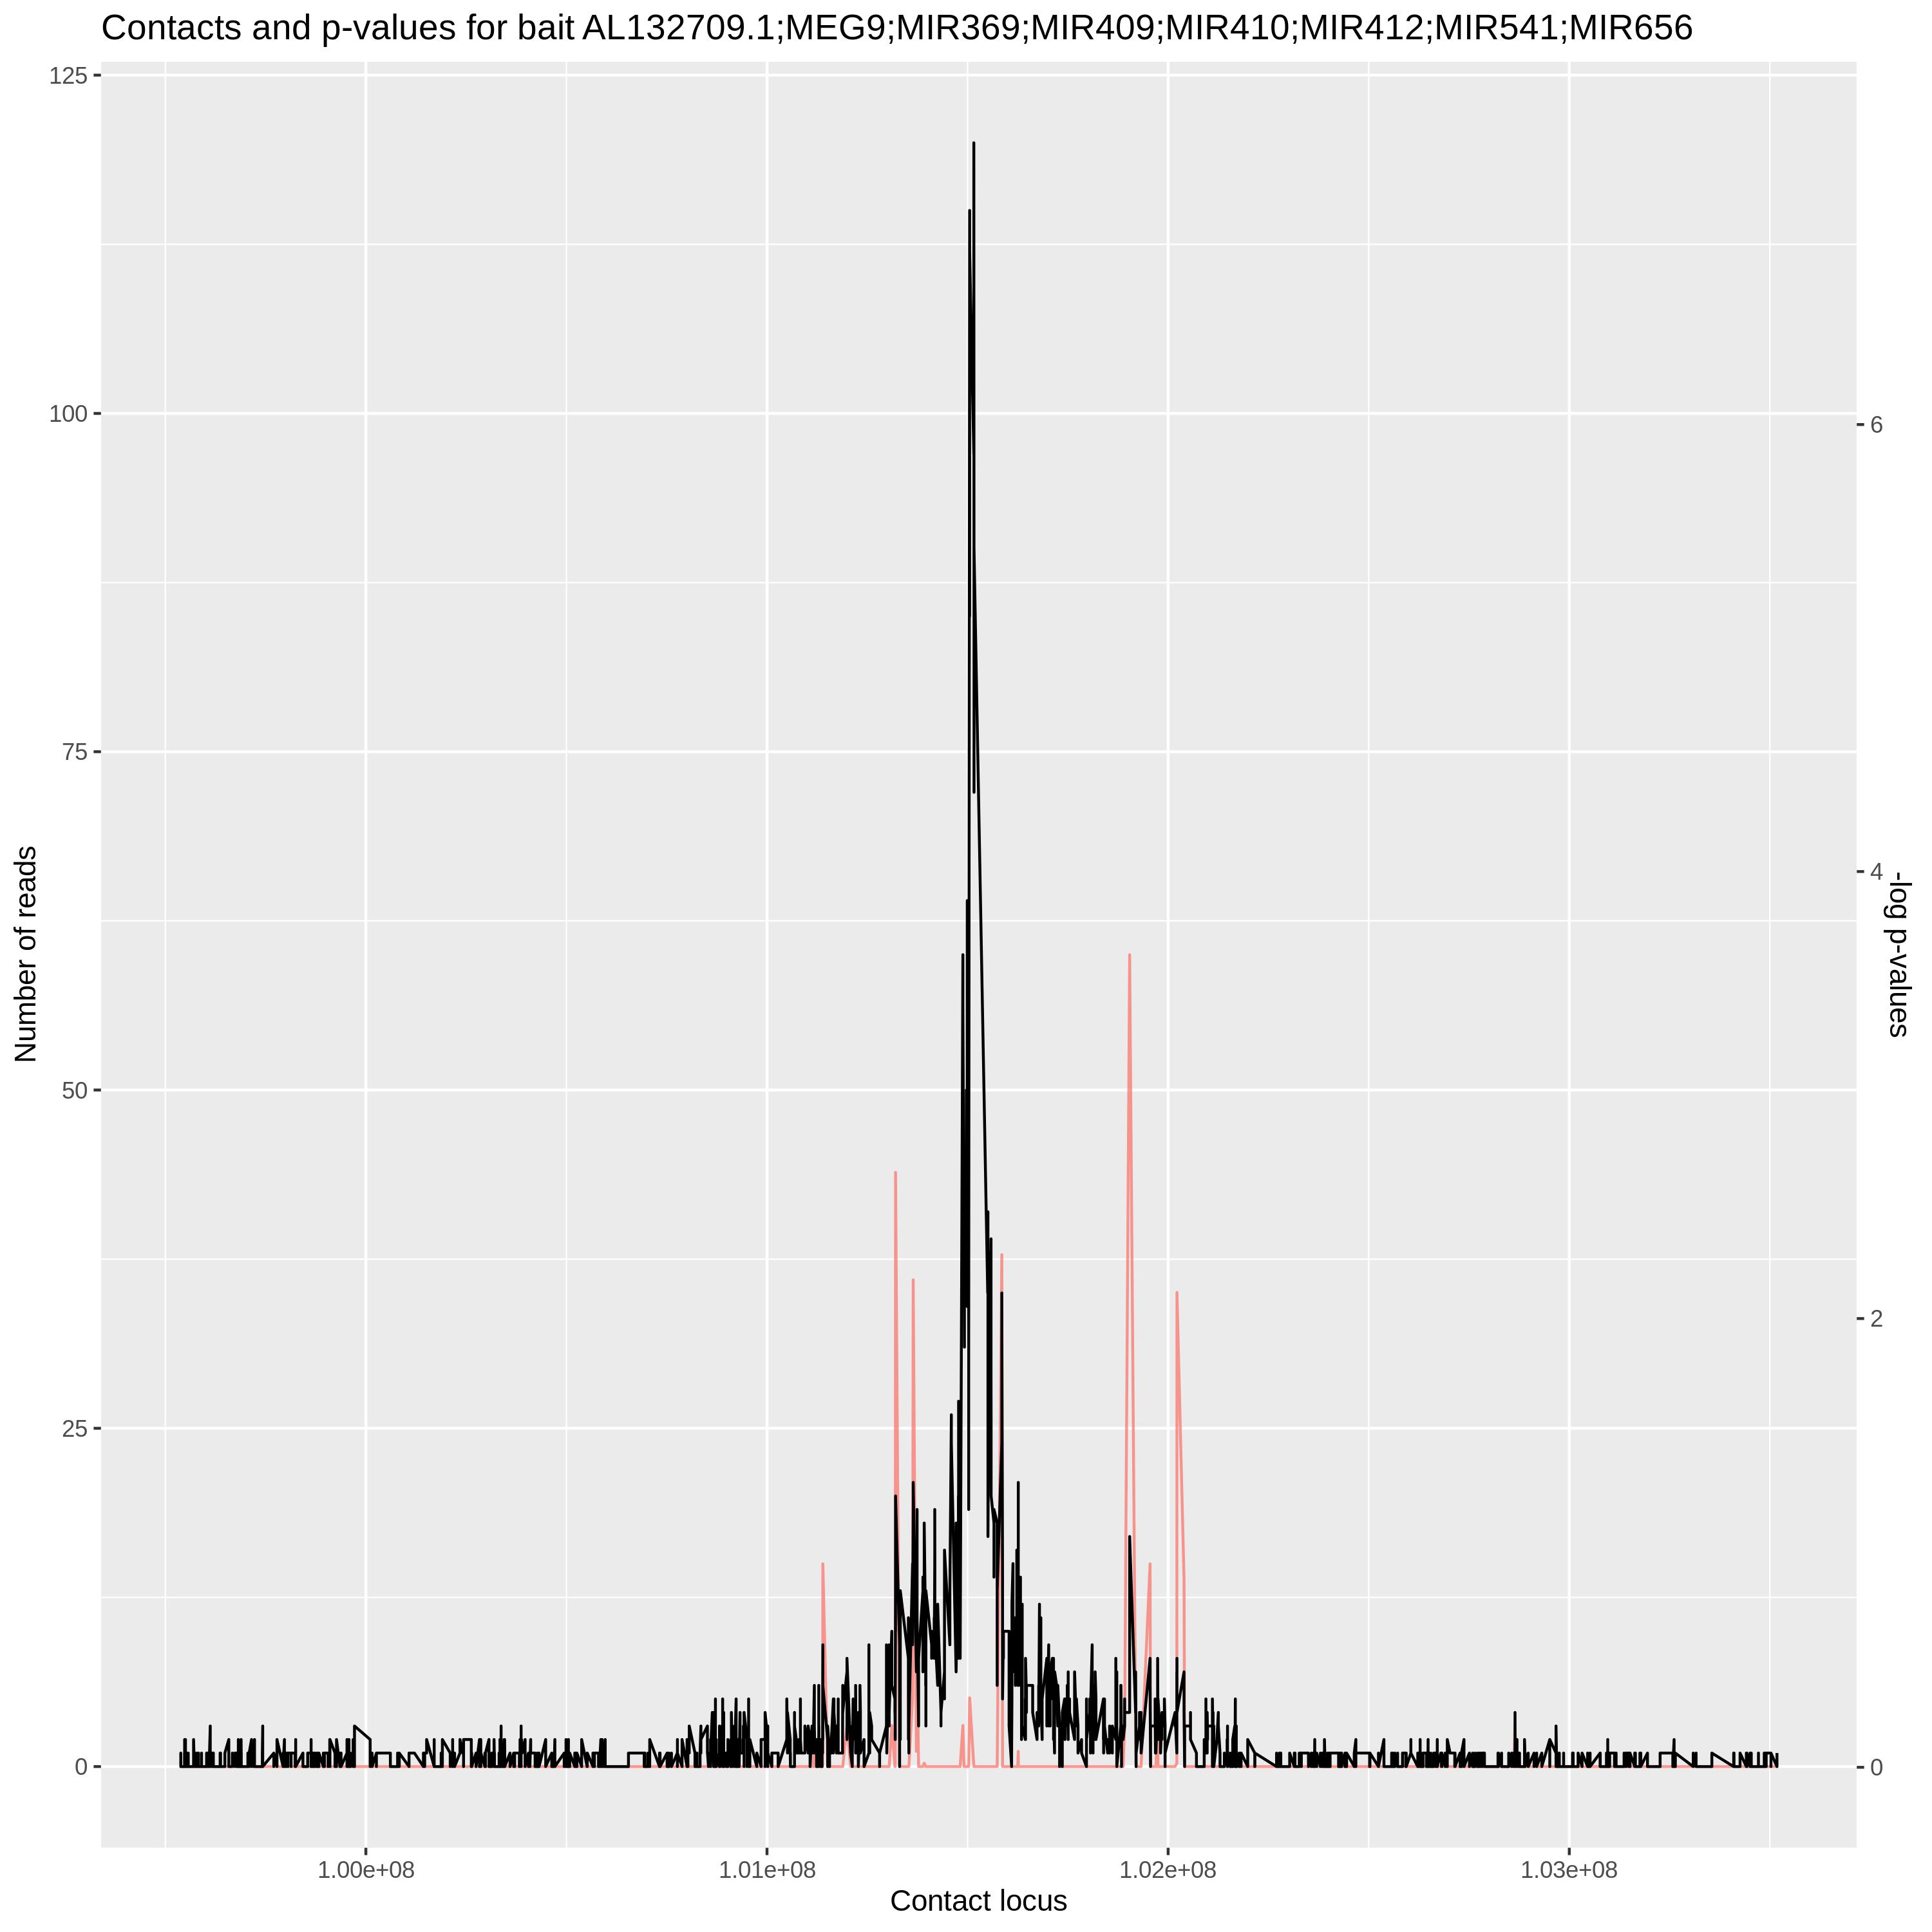 Contacts and p-values for bait AL132709.1;MEG9;MIR369;MIR409;MIR410;MIR412;MIR541;MIR656
125
100
75
50
25
0
Number of reads
6
4
2
0
-log p-values
1.00e+08
1.01e+08
1.02e+08
1.03e+08
Contact locus